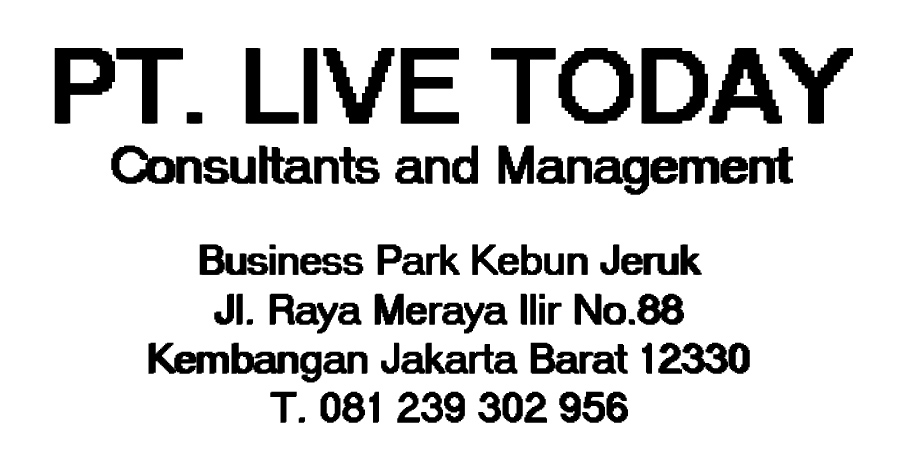 PT. LIVE TODAY
Consultants and Management
Business Park Kebun Jeruk
Jl. Raya Meraya Ilir No.88
Kembangan Jakarta Barat 12330
T. 081 239 302 956